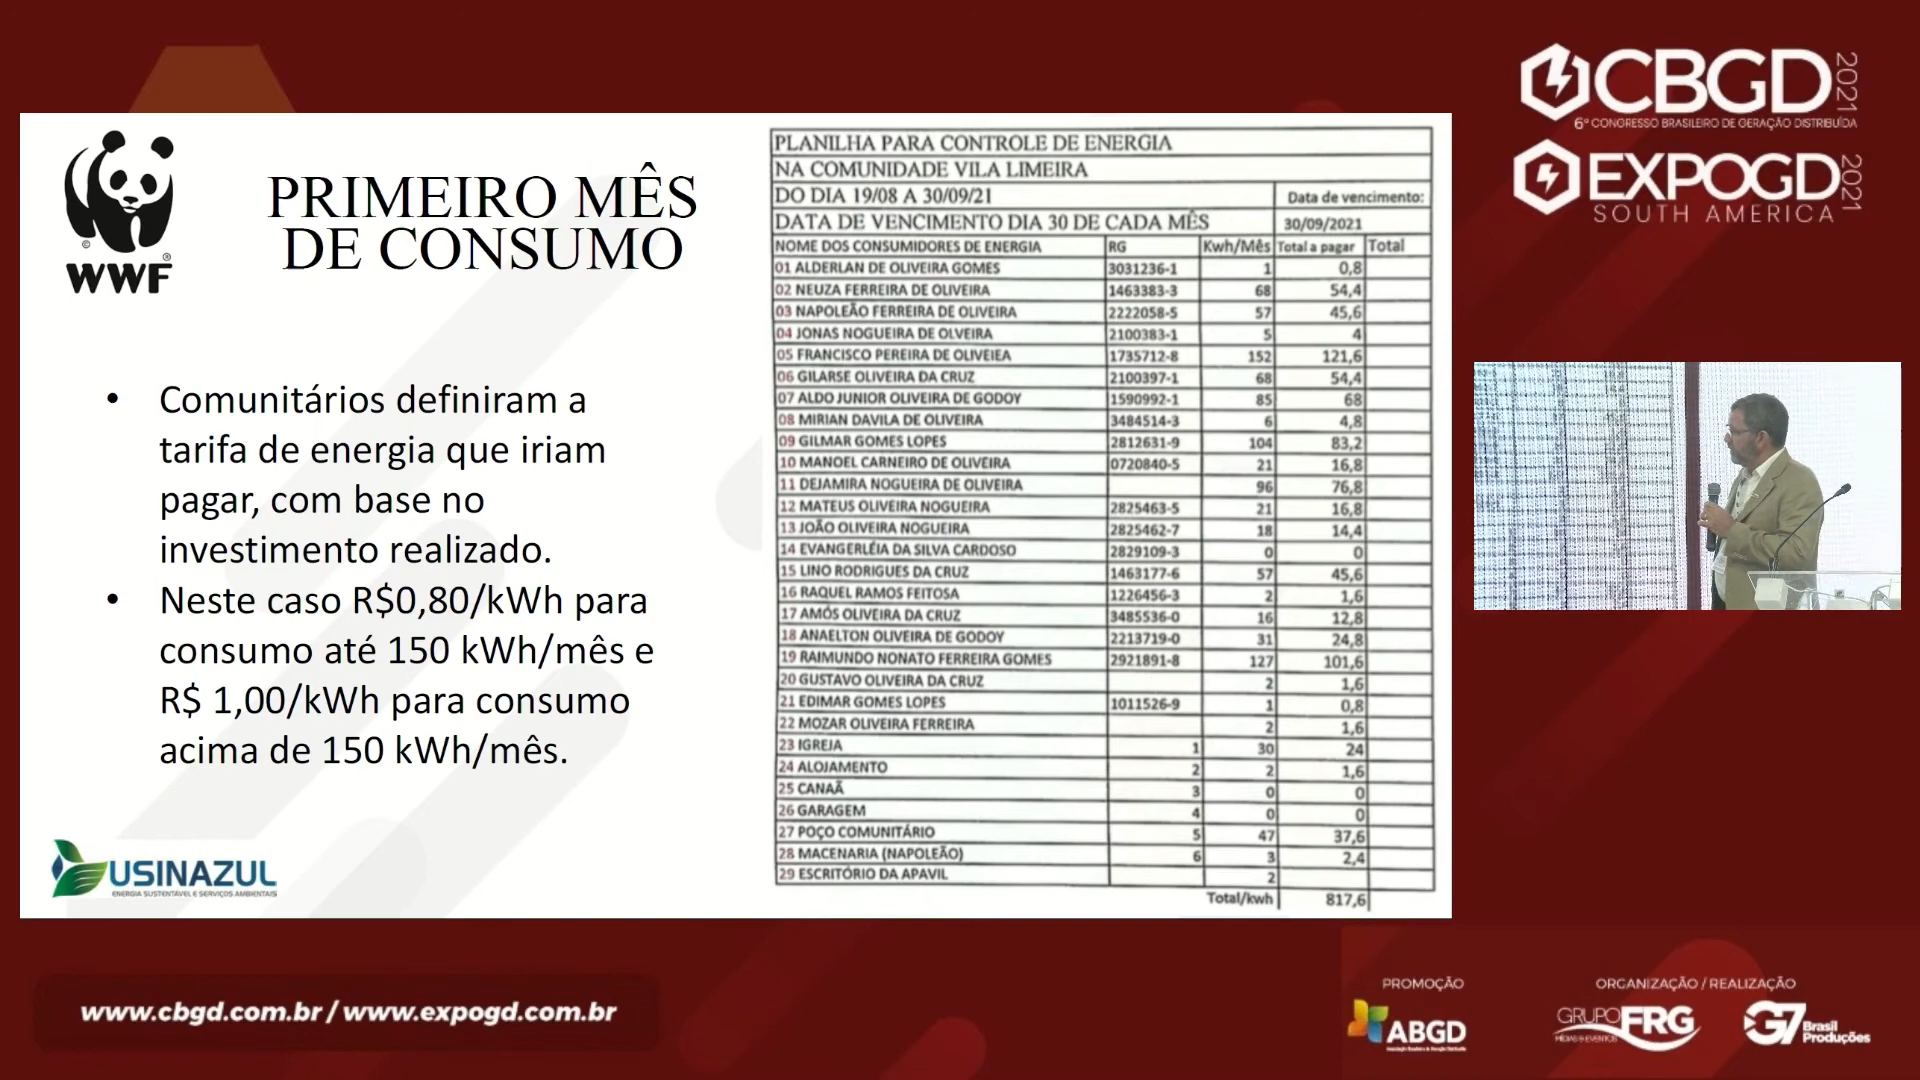 CBGD 2021
6º CONGRESSO BRASILEIRO DE GERAÇÃO DISTRIBUÍDA
EXPOGD 2021
SOUTH AMERICA
© ®
WWF
PRIMEIRO MÊS
DE CONSUMO
• Comunitários definiram a
tarifa de energia que iriam
pagar, com base no
investimento realizado.
• Neste caso R$0,80/kWh para
consumo até 150 kWh/mês e
R$ 1,00/kWh para consumo
acima de 150 kWh/mês.
USINAZUL
ENERGIA SUSTENTÁVEL E SERVIÇOS AMBIENTAIS
PLANILHA PARA CONTROLE DE ENERGIA
NA COMUNIDADE VILA LIMEIRA
DO DIA 19/08 A 30/09/21 Data de vencimento:
DATA DE VENCIMENTO DIA 30 DE CADA MÊS 30/09/2021
NOME DOS CONSUMIDORES DE ENERGIA RG Kwh/Mês Total a pagar Total
01 ALDERLAN DE OLIVEIRA GOMES 3031236-1 1 0,8
02 NEUZA FERREIRA DE OLIVEIRA 1463383-3 68 54,4
03 NAPOLEÃO FERREIRA DE OLIVEIRA 2222058-5 57 45,6
04 JONAS NOGUEIRA DE OLVEIRA 2100383-1 5 4
05 FRANCISCO PEREIRA DE OLIVEIEA 1735712-8 152 121,6
06 GILARSE OLIVEIRA DA CRUZ 2100397-1 68 54,4
07 ALDO JUNIOR OLIVEIRA DE GODOY 1590992-1 85 68
08 MIRIAN DAVILA DE OLIVEIRA 3484514-3 6 4,8
09 GILMAR GOMES LOPES 2812631-9 104 83,2
10 MANOEL CARNEIRO DE OLIVEIRA 0720840-5 21 16,8
11 DEJAMIRA NOGUEIRA DE OLIVEIRA 96 76,8
12 MATEUS OLIVEIRA NOGUEIRA 2825463-5 21 16,8
13 JOÃO OLIVEIRA NOGUEIRA 2825462-7 18 14,4
14 EVANGERLÉIA DA SILVA CARDOSO 2829109-3 0 0
15 LINO RODRIGUES DA CRUZ 1463177-6 57 45,6
16 RAQUEL RAMOS FEITOSA 1226456-3 2 1,6
17 AMÓS OLIVEIRA DA CRUZ 3485536-0 16 12,8
18 ANAELTON OLIVEIRA DE GODOY 2213719-0 31 24,8
19 RAIMUNDO NONATO FERREIRA GOMES 2921891-8 127 101,6
20 GUSTAVO OLIVEIRA DA CRUZ 2 1,6
21 EDIMAR GOMES LOPES 1011526-9 1 0,8
22 MOZAR OLIVEIRA FERREIRA 2 1,6
23 IGREJA 1 30 24
24 ALOJAMENTO 2 2 1,6
25 CANAÃ 3 0 0
26 GARAGEM 4 0 0
27 POÇO COMUNITÁRIO 5 47 37,6
28 MACENARIA (NAPOLEÃO) 6 3 2,4
29 ESCRITÓRIO DA APAVIL 2
Total/kwh 817,6
www.cbgd.com.br / www.expogd.com.br
PROMOÇÃO
ABGD
ORGANIZAÇÃO / REALIZAÇÃO
GRUPO FRG
MÍDIAS & EVENTOS
G7 Brasil
Produções